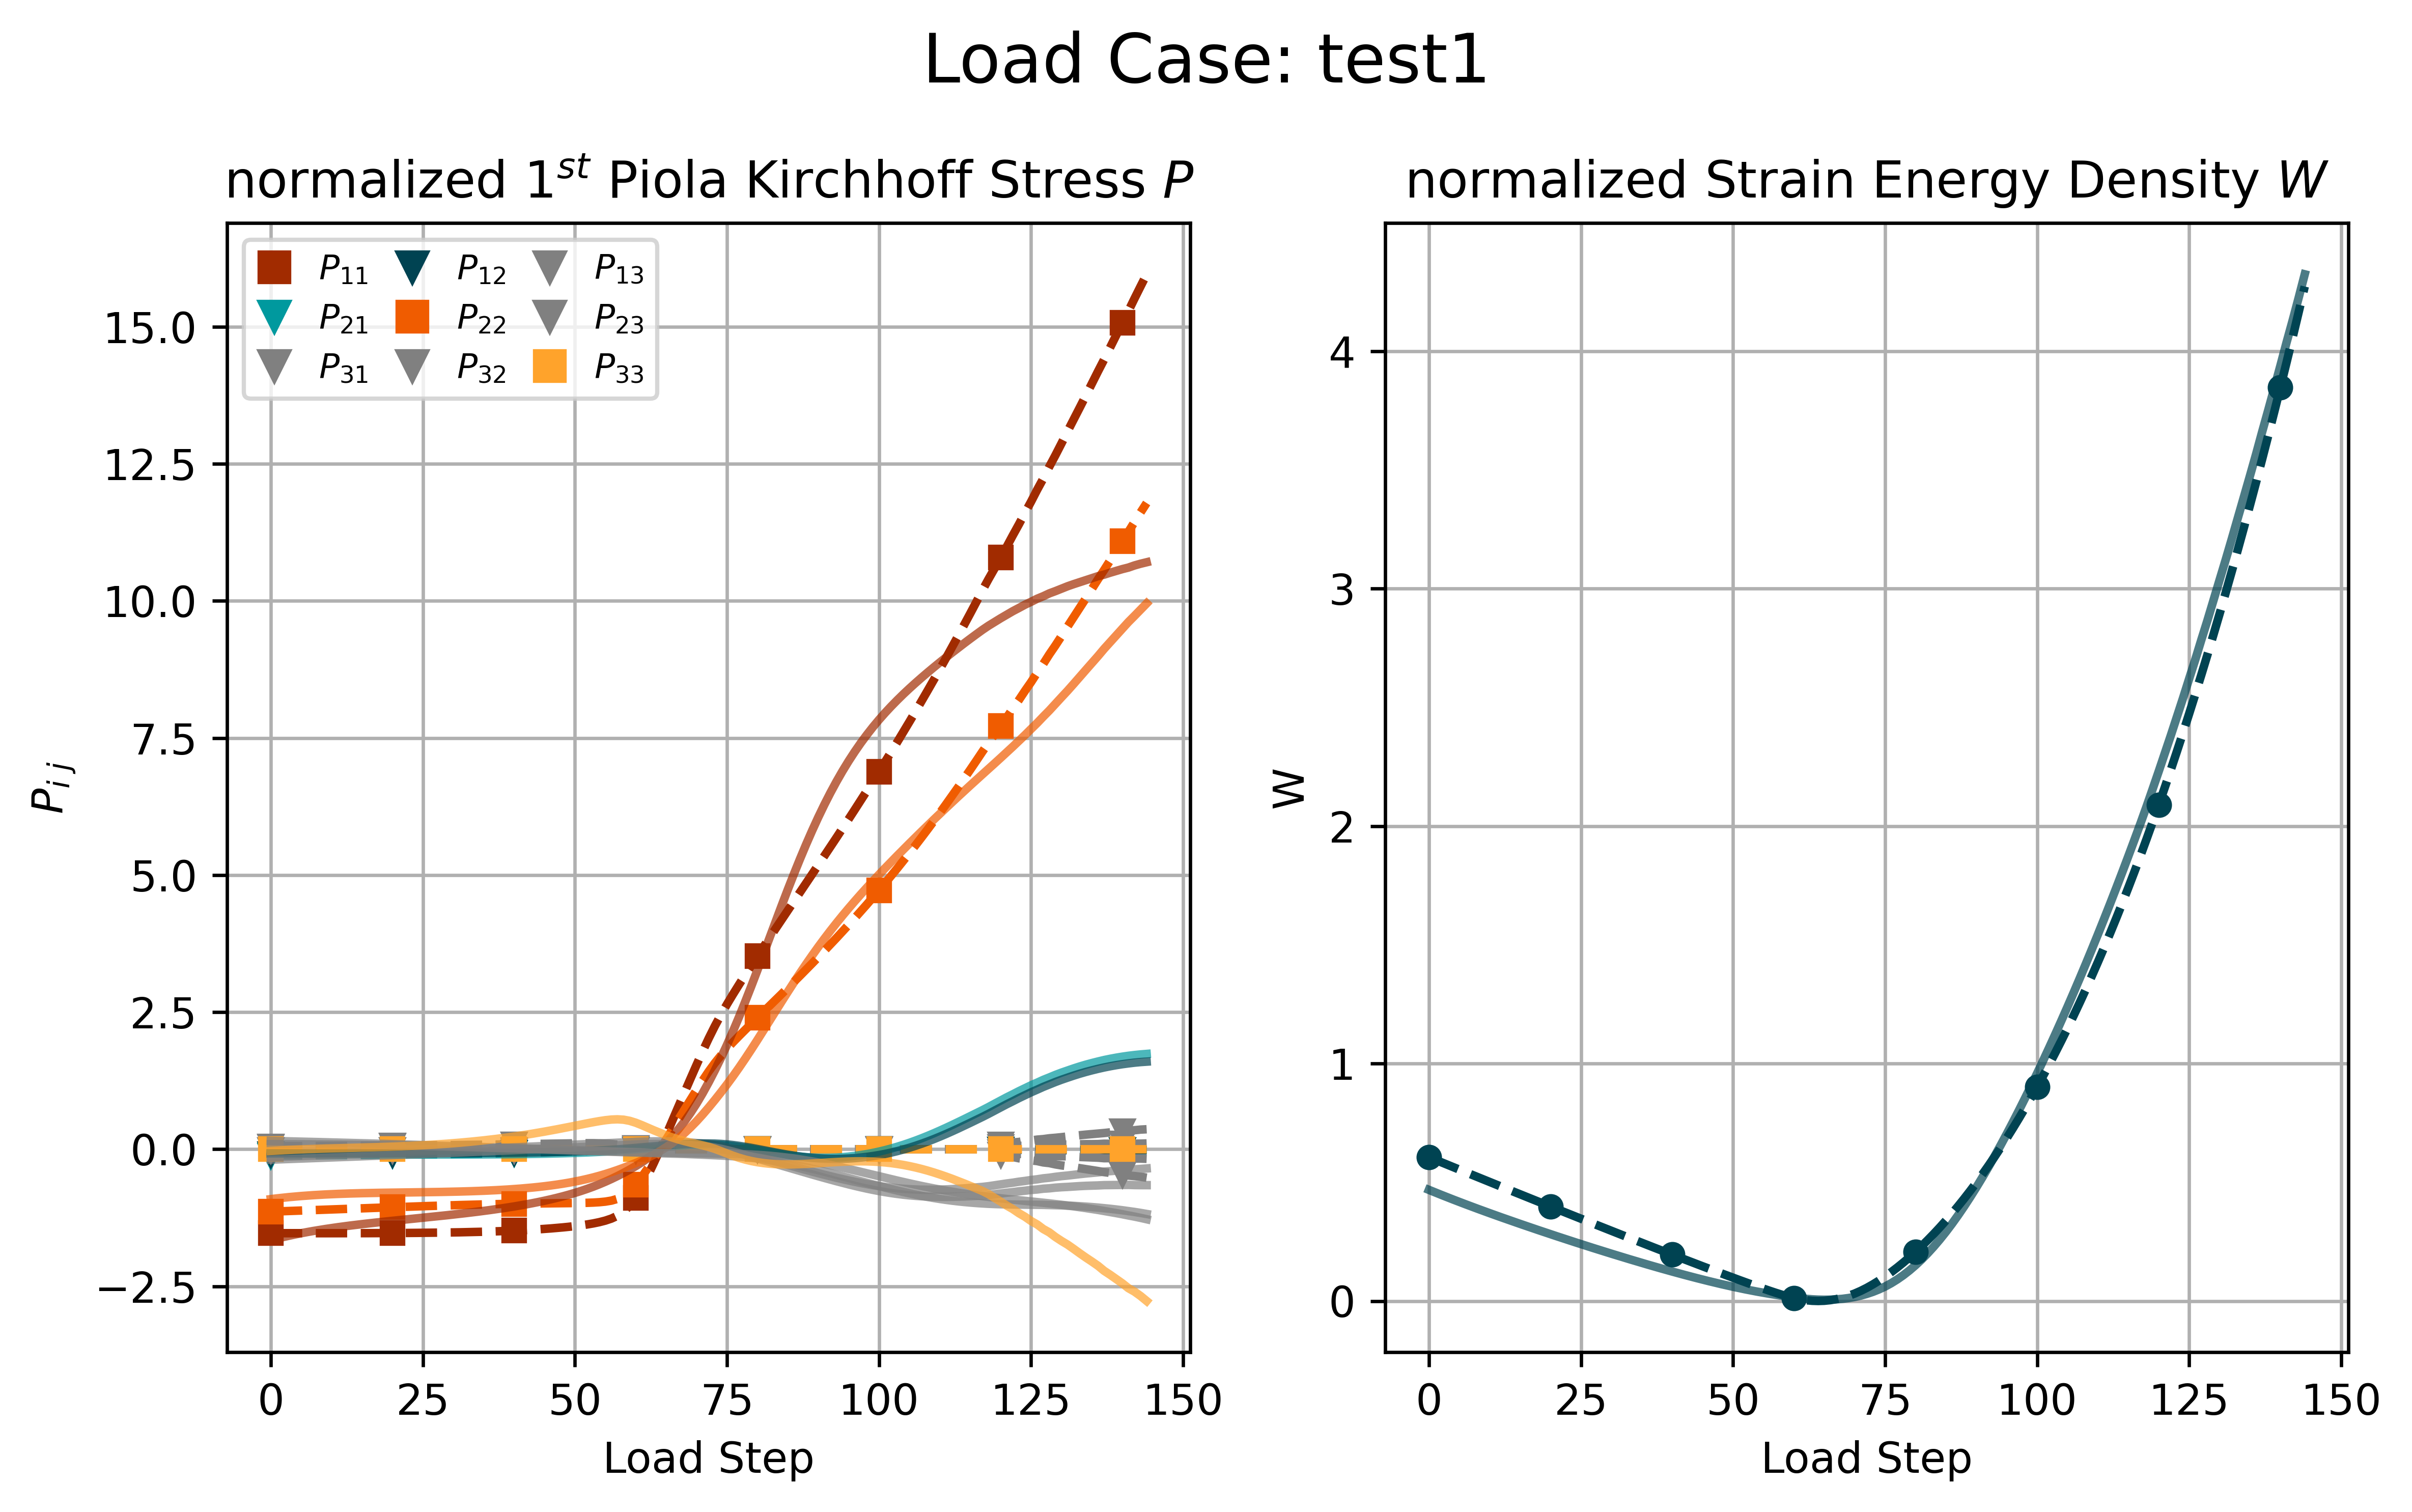 Load Case: test1
normalized 1st Piola Kirchhoff Stress P
P11 P12 P13
P21 P22 P23
P31 P32 P33
15.0
12.5
10.0
7.5
5.0
2.5
0.0
−2.5
Pi j
0 25 50 75 100 125 150
Load Step
normalized Strain Energy Density W
4
3
2
1
0
W
0 25 50 75 100 125 150
Load Step